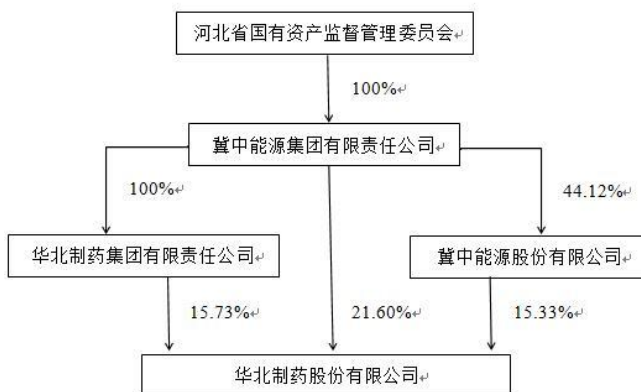 河北省国有资产监督管理委员会
100%
冀中能源集团有限责任公司
100%
44.12%
华北制药集团有限责任公司
冀中能源股份有限公司
15.73%
21.60%
15.33%
华北制药股份有限公司